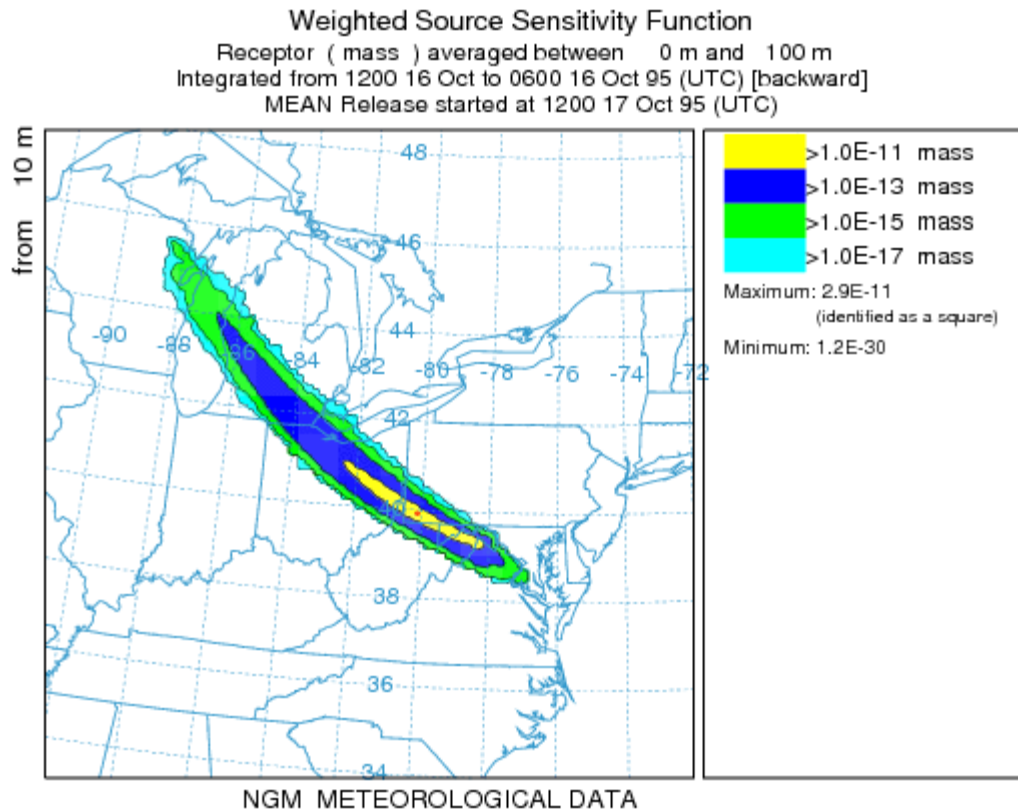 Weighted Source Sensitivity Function
Receptor ( mass ) averaged between 0 m and 100 m
Integrated from 1200 16 Oct to 0600 16 Oct 95 (UTC) [backward]
MEAN Release started at 1200 17 Oct 95 (UTC)
from 10 m
48
46
44
-90
-88
-86
-84
-82
-80
-78
-76
-74
-72
42
40
38
36
34
>1.0E-11 mass
>1.0E-13 mass
>1.0E-15 mass
>1.0E-17 mass
Maximum: 2.9E-11
(identified as a square)
Minimum: 1.2E-30
NGM METEOROLOGICAL DATA